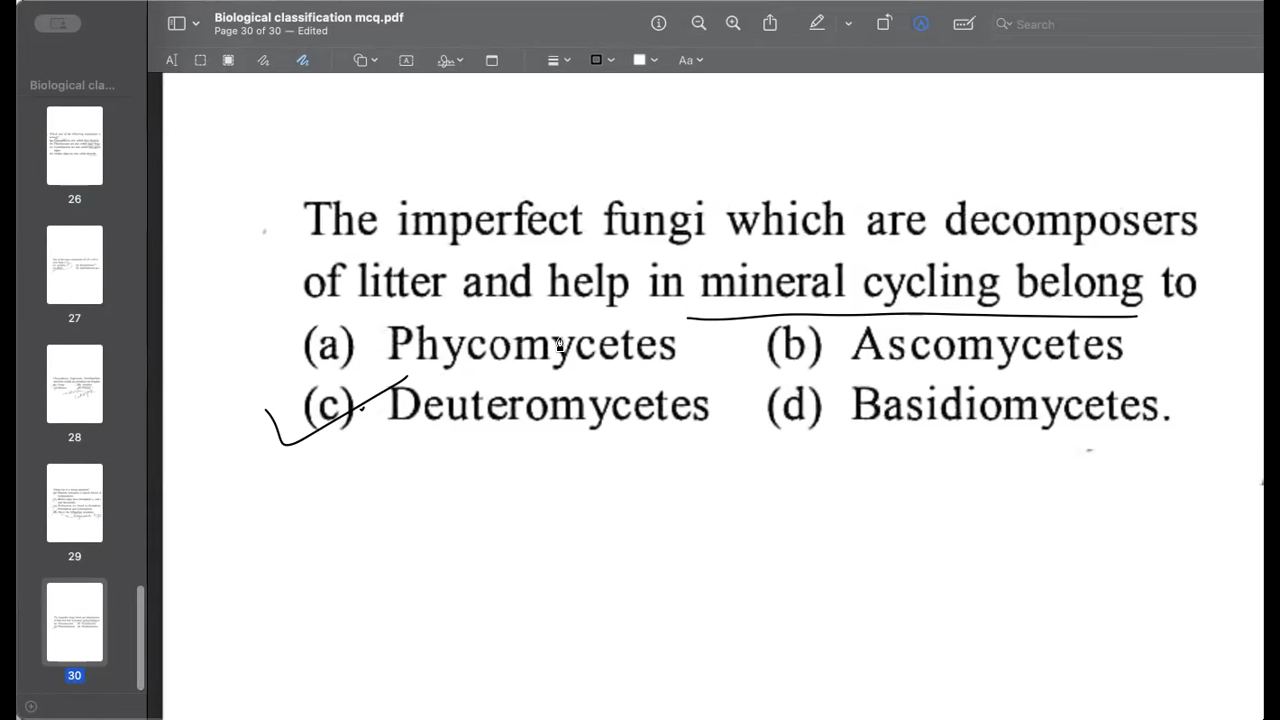 Biological classification mcq.pdf
Page 30 of 30 — Edited
Search
Aa
Biological cla...
26
27
28
29
30
The imperfect fungi which are decomposers
of litter and help in mineral cycling belong to
(a) Phycomycetes (b) Ascomycetes
(c) Deuteromycetes (d) Basidiomycetes.